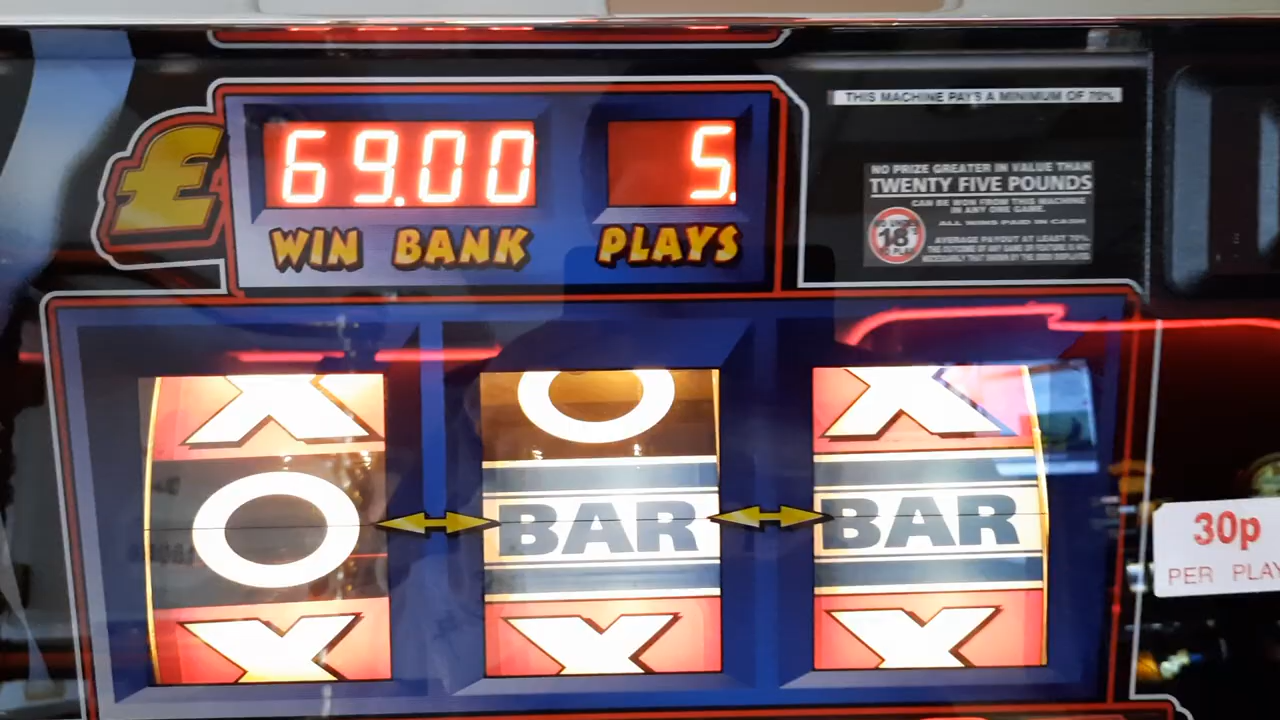 THIS MACHINE PAYS A MINIMUM OF 70%
£ 69.00 5.
WIN BANK PLAYS
NO PRIZE GREATER IN VALUE THAN
TWENTY FIVE POUNDS
CAN BE WON FROM THIS MACHINE
IN ANY ONE GAME.
ALL WINS PAID IN CASH
18
AVERAGE PAYOUT AT LEAST 70%.
X O X
O BAR BAR
X X X
30p
PER PLAY